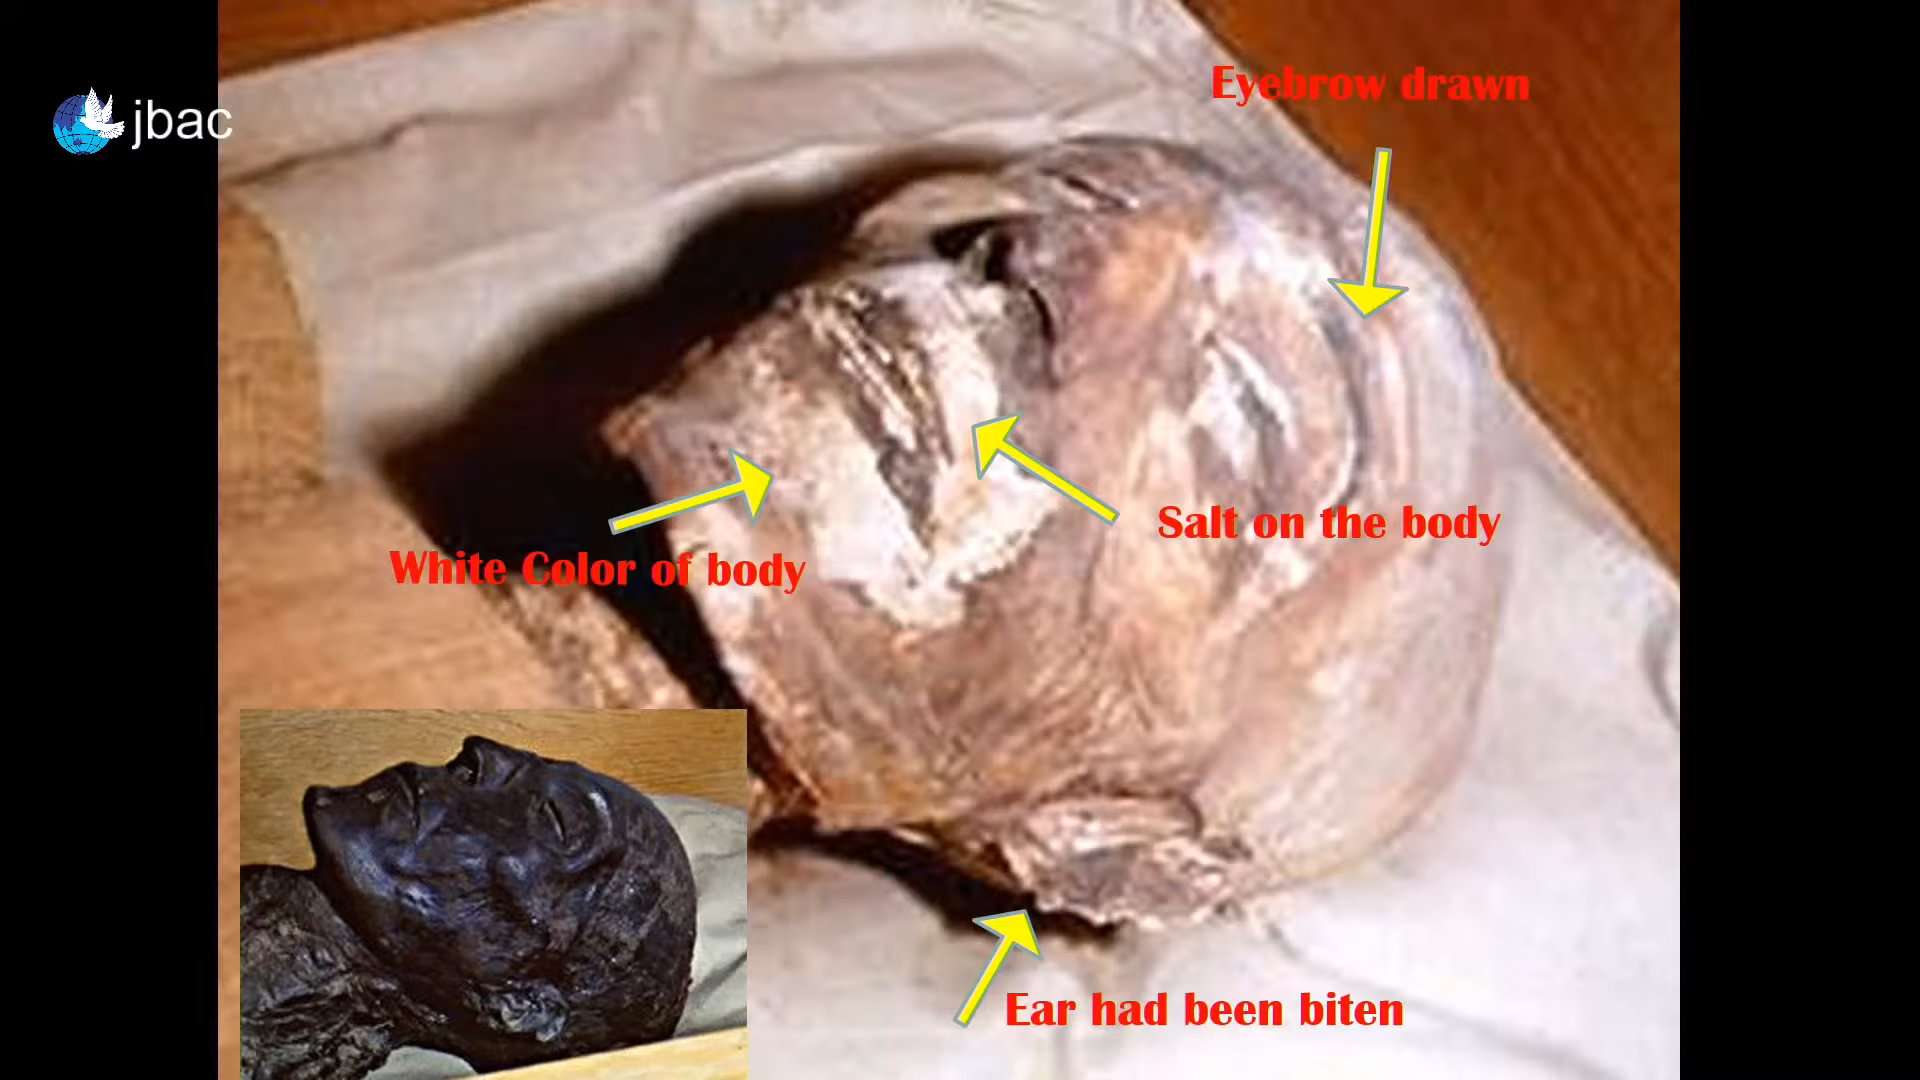 Eyebrow drawn
jbac
Salt on the body
White Color of body
Ear had been biten